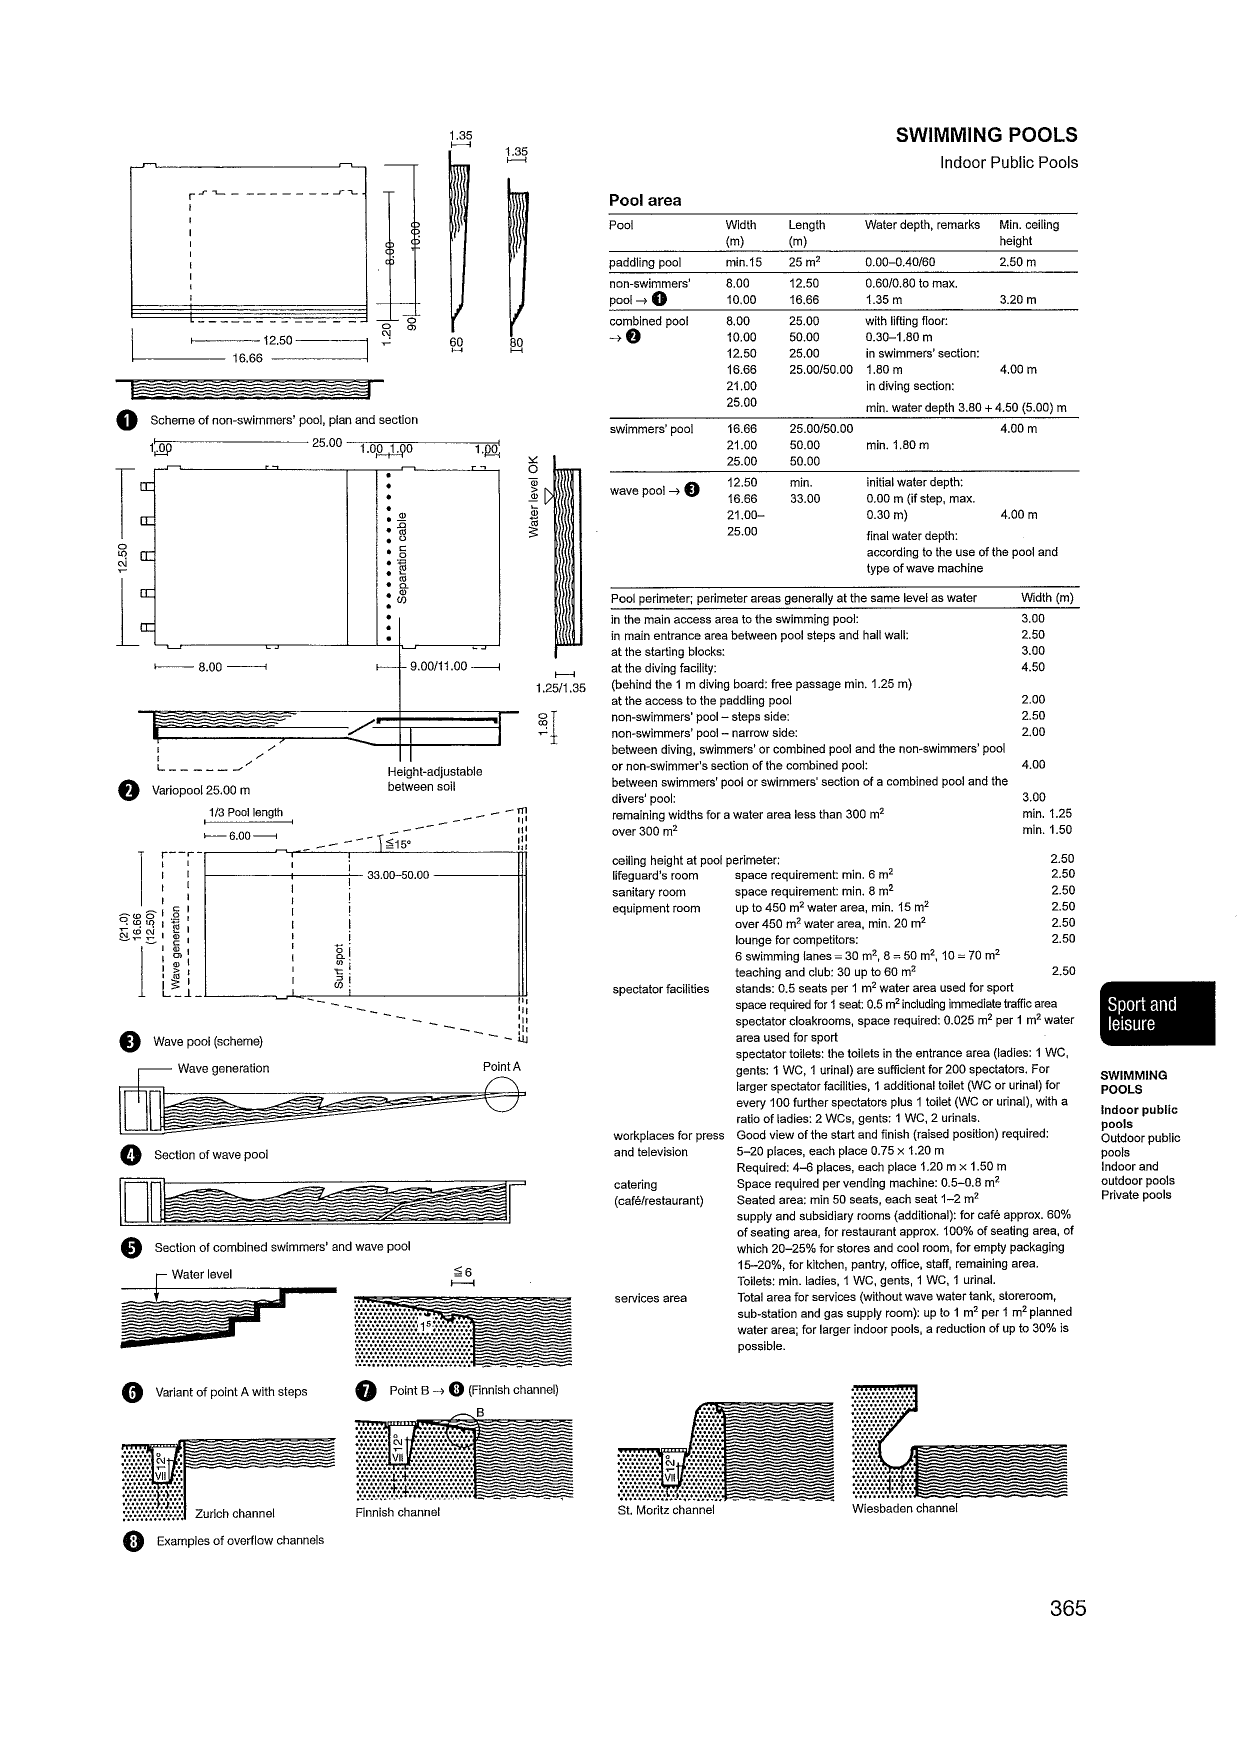 SWIMMING POOLS
Indoor Public Pools
1.35
1.35
8.00
10.00
1.20
90
12.50
16.66
60
80
❶ Scheme of non-swimmers' pool, plan and section
1.00
25.00
1.00 1.00
1.00
12.50
Separation cable
Water level OK
8.00
9.00/11.00
1.25/1.35
1.80
Height-adjustable
between soil
❷ Variopool 25.00 m
1/3 Pool length
6.00
≦15°
33.00–50.00
(21.0)
16.66
(12.50)
Wave generation
Surf spot
❸ Wave pool (scheme)
Wave generation
Point A
❹ Section of wave pool
❺ Section of combined swimmers' and wave pool
Water level
≦6
1⁵
❻ Variant of point A with steps
❼ Point B → ❽ (Finnish channel)
B
VII 12°
VII 12°
VII 12°
Zurich channel
Finnish channel
St. Moritz channel
Wiesbaden channel
❽ Examples of overflow channels
Pool area
Pool Width Length Water depth, remarks Min. ceiling
(m) (m) height
paddling pool min.15 25 m² 0.00–0.40/60 2.50 m
non-swimmers' 8.00 12.50 0.60/0.80 to max.
pool → ❶ 10.00 16.66 1.35 m 3.20 m
combined pool 8.00 25.00 with lifting floor:
→ ❷ 10.00 50.00 0.30–1.80 m
12.50 25.00 in swimmers' section:
16.66 25.00/50.00 1.80 m 4.00 m
21.00 in diving section:
25.00 min. water depth 3.80 + 4.50 (5.00) m
swimmers' pool 16.66 25.00/50.00 4.00 m
21.00 50.00 min. 1.80 m
25.00 50.00
wave pool → ❸ 12.50 min. initial water depth:
16.66 33.00 0.00 m (if step, max.
21.00– 0.30 m) 4.00 m
25.00 final water depth:
according to the use of the pool and
type of wave machine
Pool perimeter; perimeter areas generally at the same level as water Width (m)
in the main access area to the swimming pool: 3.00
in main entrance area between pool steps and hall wall: 2.50
at the starting blocks: 3.00
at the diving facility: 4.50
(behind the 1 m diving board: free passage min. 1.25 m)
at the access to the paddling pool 2.00
non-swimmers' pool – steps side: 2.50
non-swimmers' pool – narrow side: 2.00
between diving, swimmers' or combined pool and the non-swimmers' pool
or non-swimmer's section of the combined pool: 4.00
between swimmers' pool or swimmers' section of a combined pool and the
divers' pool: 3.00
remaining widths for a water area less than 300 m² min. 1.25
over 300 m² min. 1.50
ceiling height at pool perimeter: 2.50
lifeguard's room space requirement: min. 6 m² 2.50
sanitary room space requirement: min. 8 m² 2.50
equipment room up to 450 m² water area, min. 15 m² 2.50
over 450 m² water area, min. 20 m² 2.50
lounge for competitors: 2.50
6 swimming lanes = 30 m², 8 = 50 m², 10 = 70 m²
teaching and club: 30 up to 60 m² 2.50
spectator facilities stands: 0.5 seats per 1 m² water area used for sport
space required for 1 seat: 0.5 m² including immediate traffic area
spectator cloakrooms, space required: 0.025 m² per 1 m² water
area used for sport
spectator toilets: the toilets in the entrance area (ladies: 1 WC,
gents: 1 WC, 1 urinal) are sufficient for 200 spectators. For
larger spectator facilities, 1 additional toilet (WC or urinal) for
every 100 further spectators plus 1 toilet (WC or urinal), with a
ratio of ladies: 2 WCs, gents: 1 WC, 2 urinals.
workplaces for press Good view of the start and finish (raised position) required:
and television 5–20 places, each place 0.75 x 1.20 m
Required: 4–6 places, each place 1.20 m x 1.50 m
catering Space required per vending machine: 0.5–0.8 m²
(café/restaurant) Seated area: min 50 seats, each seat 1–2 m²
supply and subsidiary rooms (additional): for café approx. 60%
of seating area, for restaurant approx. 100% of seating area, of
which 20–25% for stores and cool room, for empty packaging
15–20%, for kitchen, pantry, office, staff, remaining area.
Toilets: min. ladies, 1 WC, gents, 1 WC, 1 urinal.
services area Total area for services (without wave water tank, storeroom,
sub-station and gas supply room): up to 1 m² per 1 m² planned
water area; for larger indoor pools, a reduction of up to 30% is
possible.
Sport and
leisure
SWIMMING
POOLS
Indoor public
pools
Outdoor public
pools
Indoor and
outdoor pools
Private pools
365